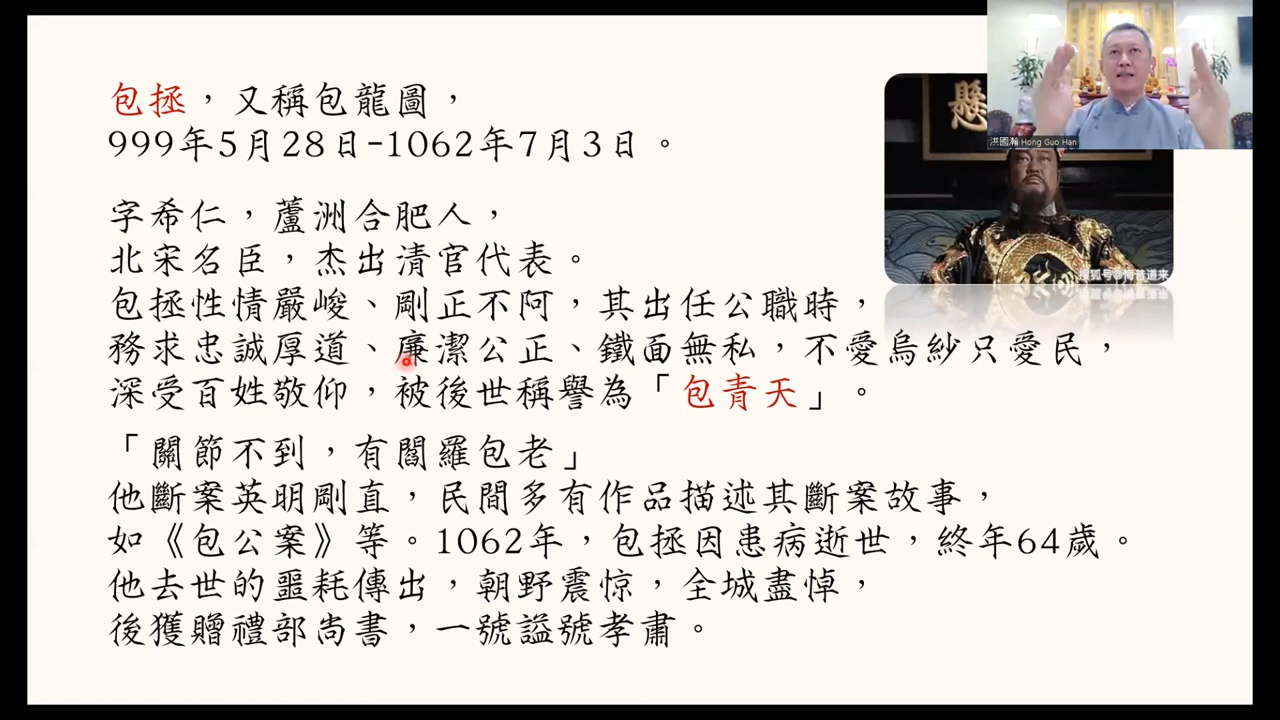 包拯，又稱包龍圖，
999年5月28日-1062年7月3日。
字希仁，蘆洲合肥人，
北宋名臣，杰出清官代表。
包拯性情嚴峻、剛正不阿，其出任公職時，
務求忠誠厚道、廉潔公正、鐵面無私，不愛烏紗只愛民，
深受百姓敬仰，被後世稱譽為「包青天」。
「關節不到，有閻羅包老」
他斷案英明剛直，民間多有作品描述其斷案故事，
如《包公案》等。1062年，包拯因患病逝世，終年64歲。
他去世的噩耗傳出，朝野震惊，全城盡悼，
後獲贈禮部尚書，一號謚號孝肅。
懸
洪國瀚 Hong Guo Han
搜狐号@悔昔道来